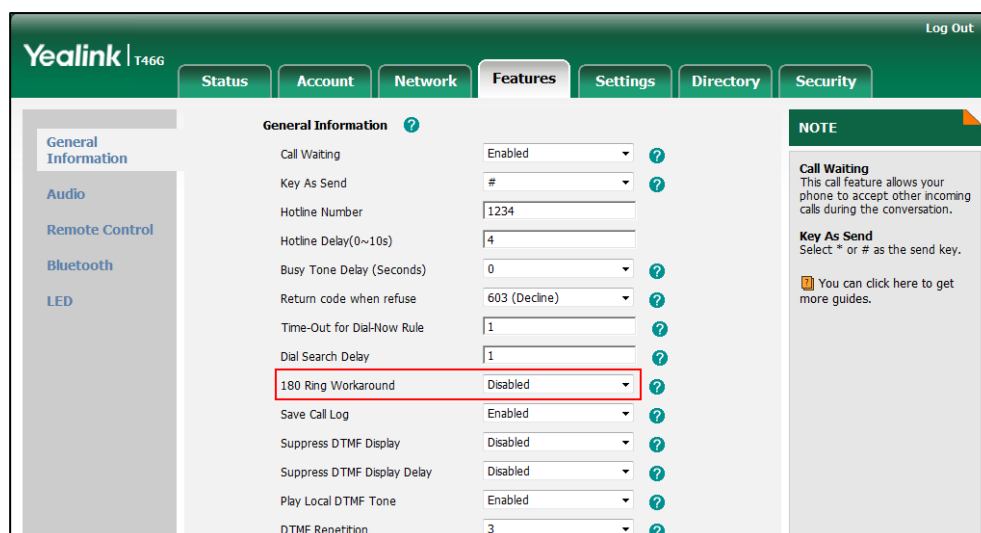 Log Out
Yealink | T46G
Status Account Network Features Settings Directory Security
General Information
Audio
Remote Control
Bluetooth
LED
General Information ?
Call Waiting Enabled ?
Key As Send # ?
Hotline Number 1234
Hotline Delay(0~10s) 4
Busy Tone Delay (Seconds) 0 ?
Return code when refuse 603 (Decline) ?
Time-Out for Dial-Now Rule 1 ?
Dial Search Delay 1 ?
180 Ring Workaround Disabled ?
Save Call Log Enabled ?
Suppress DTMF Display Disabled ?
Suppress DTMF Display Delay Disabled ?
Play Local DTMF Tone Enabled ?
DTMF Repetition 3 ?
NOTE
Call Waiting
This call feature allows your
phone to accept other incoming
calls during the conversation.
Key As Send
Select * or # as the send key.
? You can click here to get
more guides.